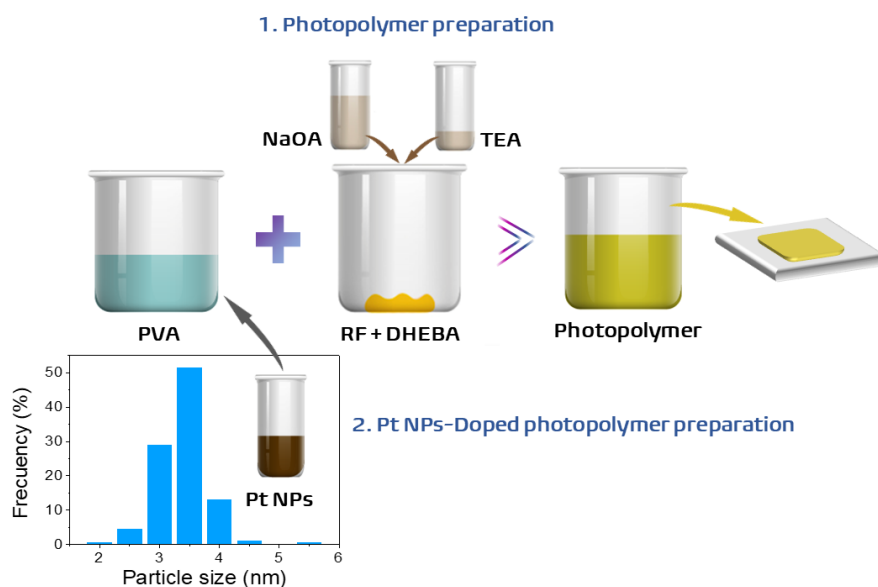 1. Photopolymer preparation
NaOA
TEA
PVA
RF + DHEBA
Photopolymer
2. Pt NPs-Doped photopolymer preparation
Pt NPs
Frecuency (%)
50
40
30
20
10
0
2 3 4 5 6
Particle size (nm)